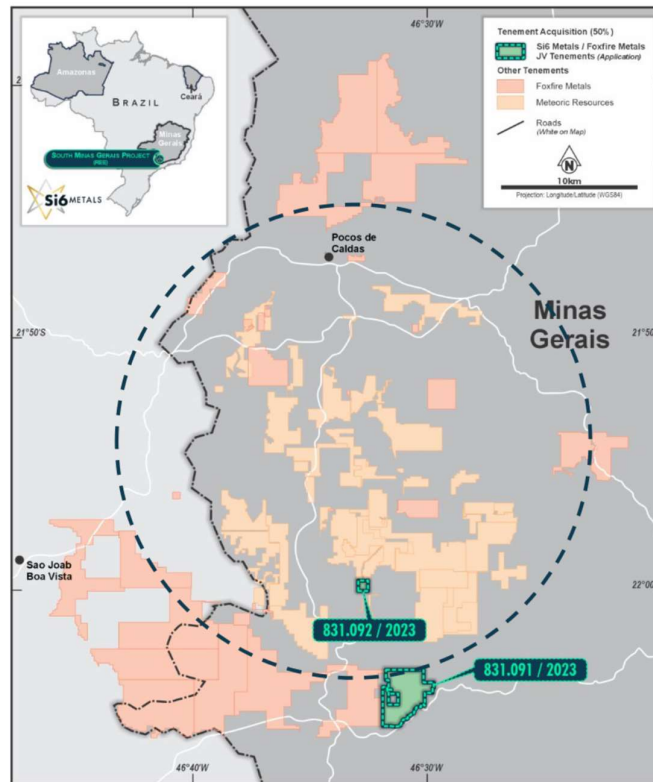 46°40'W
46°30'W
Amazonas
Ceará
BRAZIL
Minas
Gerais
SOUTH MINAS GERAIS PROJECT
(REE)
Si6 METALS
Tenement Acquisition (50%)
Si6 Metals / Foxfire Metals
JV Tenements (Application)
Other Tenements
Foxfire Metals
Meteoric Resources
Roads
(White on Map)
N
10km
Projection: Longitude/Latitude (WGS84)
Pocos de
Caldas
Minas
Gerais
21°50'S
21°50'
Sao Joab
Boa Vista
22°00'
831.092 / 2023
831.091 / 2023
46°40'W
46°30'W